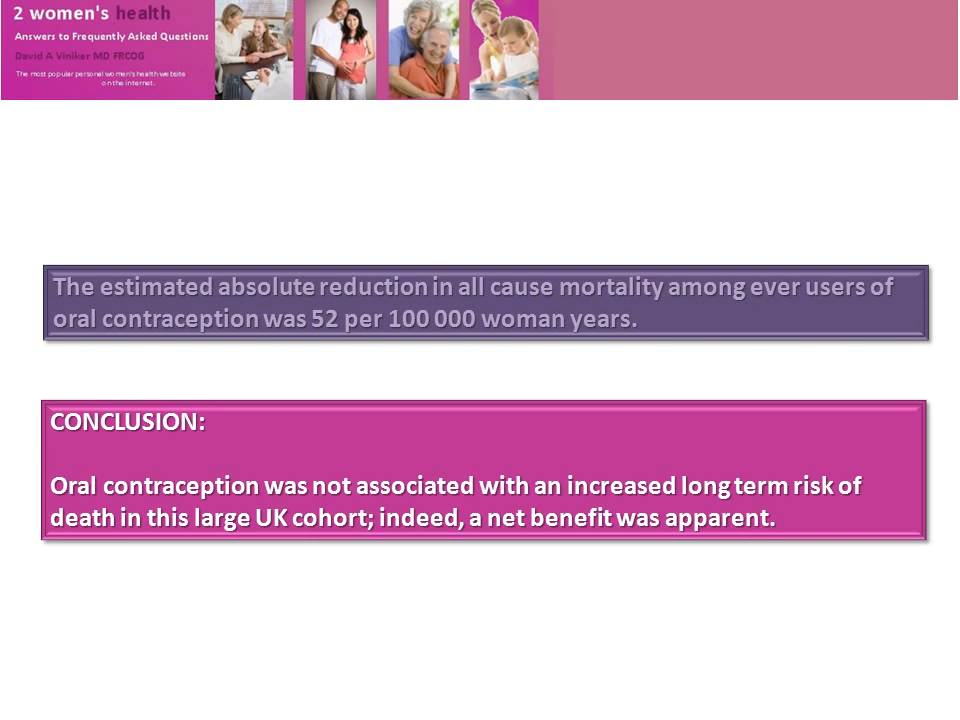 2 women's health
Answers to Frequently Asked Questions
David A Viniker MD FRCOG
The most popular personal women's health website
on the internet.
The estimated absolute reduction in all cause mortality among ever users of
oral contraception was 52 per 100 000 woman years.
CONCLUSION:
Oral contraception was not associated with an increased long term risk of
death in this large UK cohort; indeed, a net benefit was apparent.